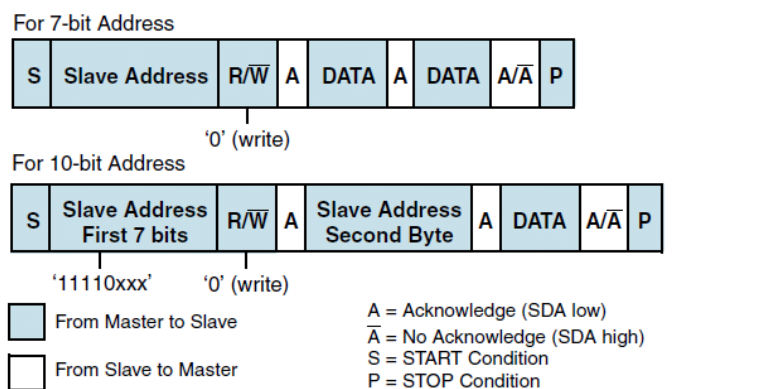 For 7-bit Address
S Slave Address R/W̅ A DATA A DATA A/A̅ P
‘0’ (write)
For 10-bit Address
S Slave Address First 7 bits R/W̅ A Slave Address Second Byte A DATA A/A̅ P
‘11110xxx’ ‘0’ (write)
From Master to Slave
From Slave to Master
A = Acknowledge (SDA low)
A̅ = No Acknowledge (SDA high)
S = START Condition
P = STOP Condition